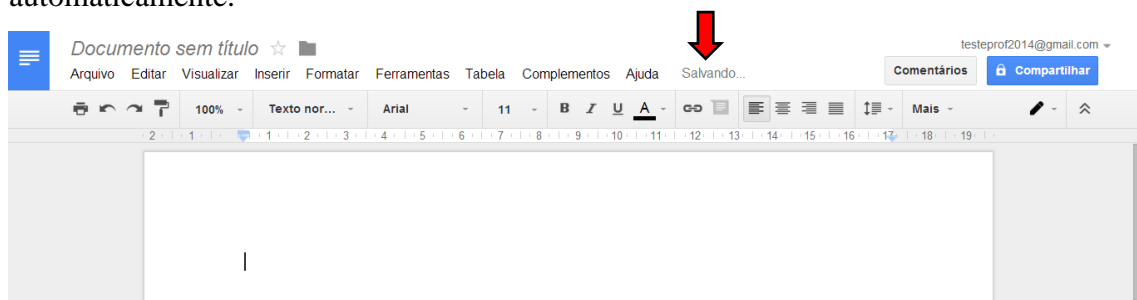 automaticamente.
Documento sem título
testeprof2014@gmail.com
Arquivo Editar Visualizar Inserir Formatar Ferramentas Tabela Complementos Ajuda Salvando...
Comentários Compartilhar
100% Texto nor... Arial 11 B I U A Mais
2 1 1 2 3 4 5 6 7 8 9 10 11 12 13 14 15 16 17 18 19